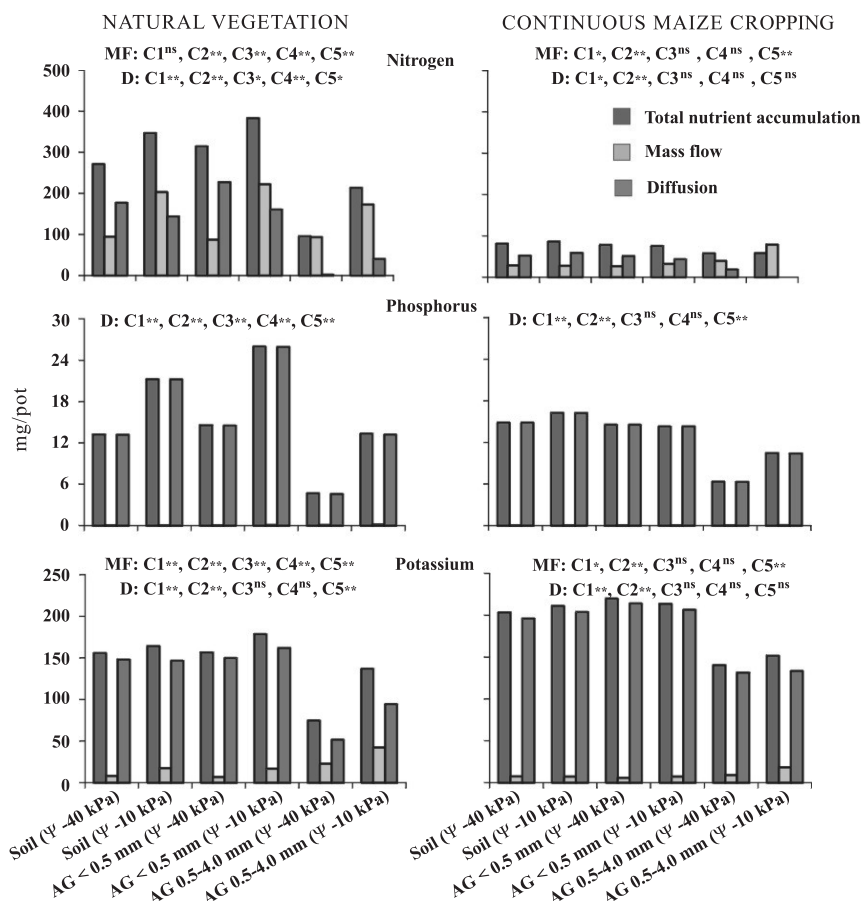 NATURAL VEGETATION
CONTINUOUS MAIZE CROPPING
MF: C1ns, C2**, C3**, C4**, C5**
D: C1**, C2**, C3*, C4**, C5*
Nitrogen
MF: C1*, C2**, C3ns, C4ns, C5**
D: C1*, C2**, C3ns, C4ns, C5ns
500
400
300
200
100
0
Total nutrient accumulation
Mass flow
Diffusion
Phosphorus
D: C1**, C2**, C3**, C4**, C5**
D: C1**, C2**, C3ns, C4ns, C5**
mg/pot
30
24
18
12
6
0
Potassium
MF: C1**, C2**, C3**, C4**, C5**
D: C1**, C2**, C3ns, C4ns, C5**
MF: C1*, C2**, C3ns, C4ns, C5**
D: C1**, C2**, C3ns, C4ns, C5ns
250
200
150
100
50
0
Soil (Ψ -40 kPa)
Soil (Ψ -10 kPa)
AG < 0.5 mm (Ψ -40 kPa)
AG < 0.5 mm (Ψ -10 kPa)
AG 0.5-4.0 mm (Ψ -40 kPa)
AG 0.5-4.0 mm (Ψ -10 kPa)
Soil (Ψ -40 kPa)
Soil (Ψ -10 kPa)
AG < 0.5 mm (Ψ -40 kPa)
AG < 0.5 mm (Ψ -10 kPa)
AG 0.5-4.0 mm (Ψ -40 kPa)
AG 0.5-4.0 mm (Ψ -10 kPa)